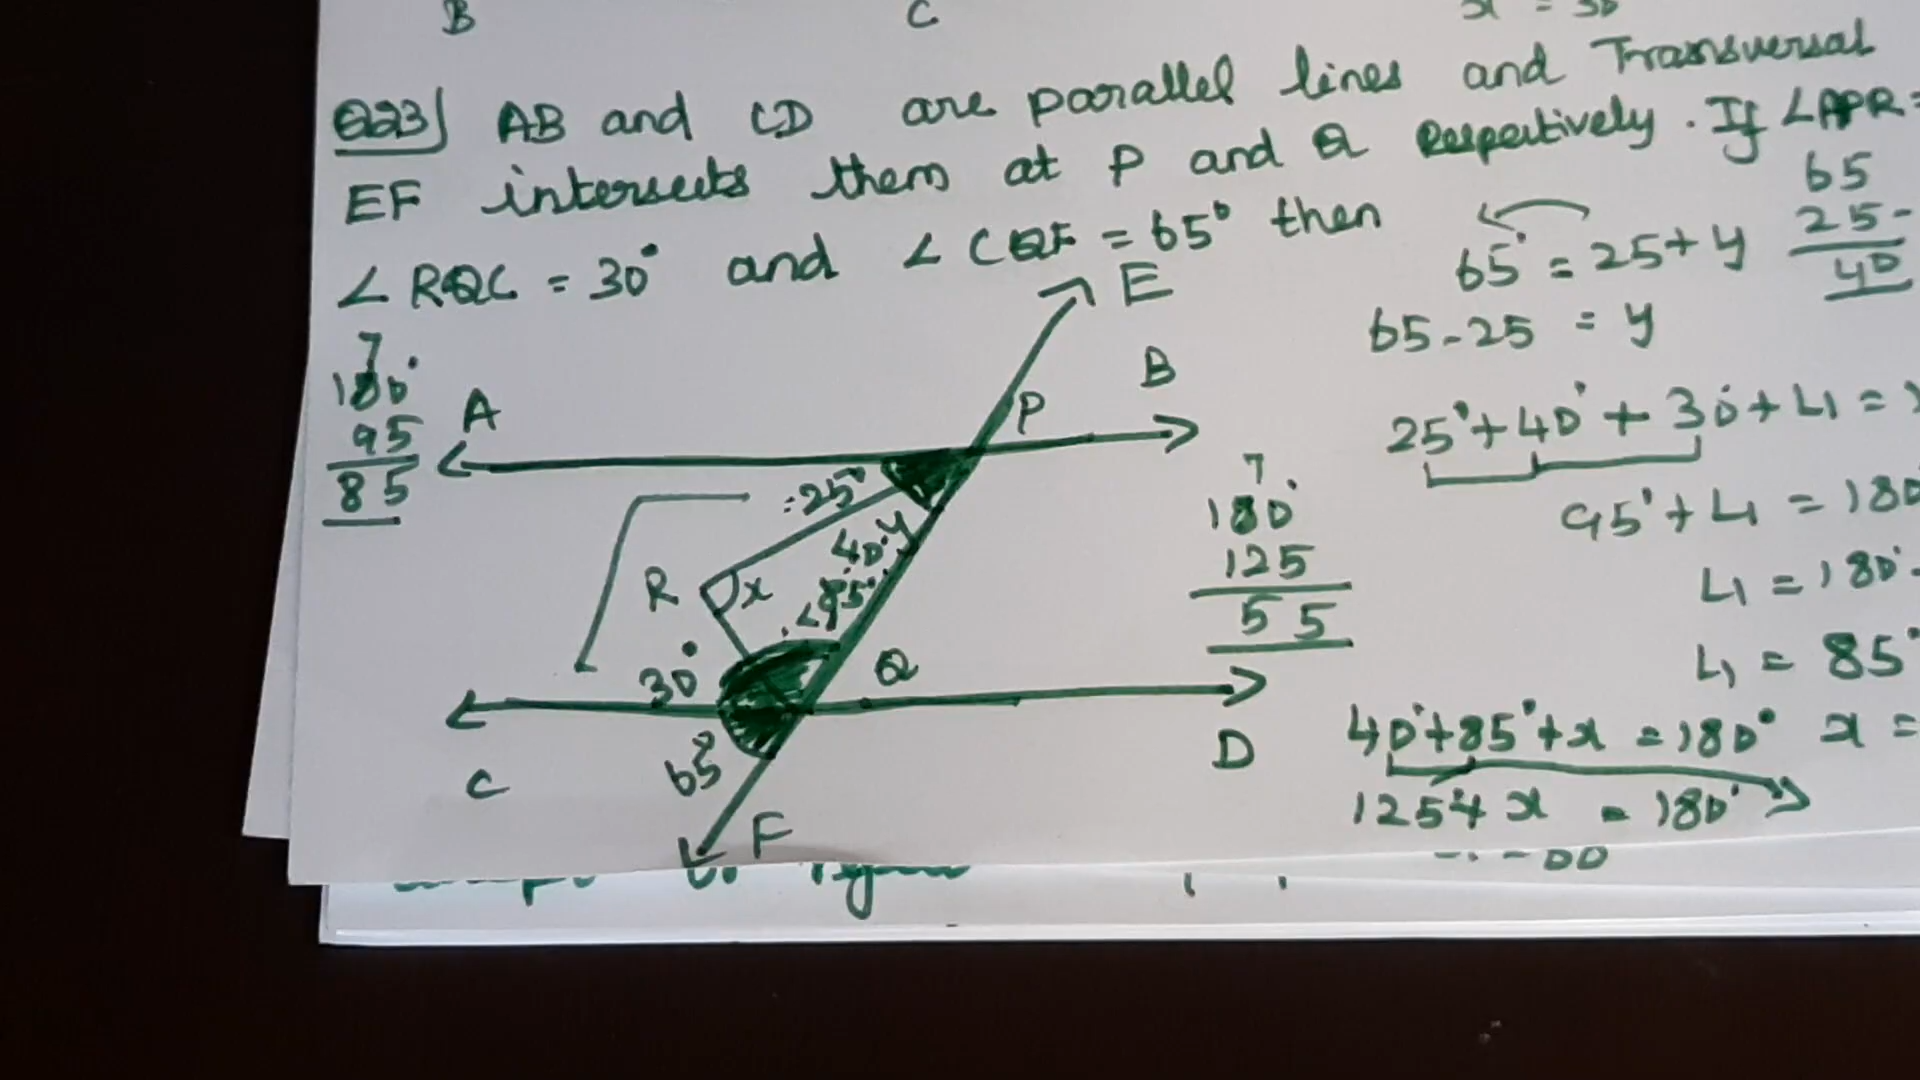 B C x = 30
Q23) AB and CD are parallel lines and Transversal
EF intersects them at P and Q Respectively. If ∠APR =
∠RQC = 30° and ∠CQF = 65° then
65
25-
40
65° = 25 + y
65-25 = y
25° + 40° + 30 + ∠1 =
95° + ∠1 = 180
∠1 = 180° -
∠1 = 85°
40° + 85° + x = 180° x =
125° + x = 180°
7
180°
95
85
A
E
B
P
= 25°
40° y
R
x
∠85°
30°
Q
65°
C
D
F
7
180°
125
55